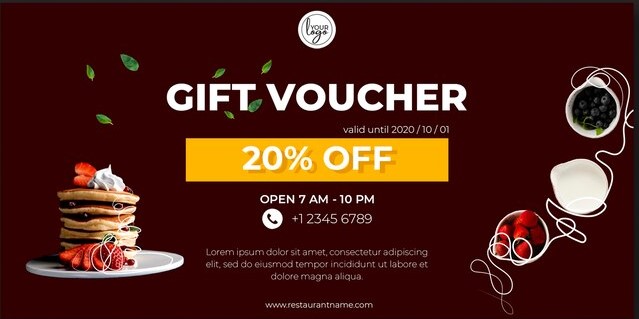 YOUR
logo
GIFT VOUCHER
valid until 2020 / 10 / 01
20% OFF
OPEN 7 AM - 10 PM
+1 2345 6789
Lorem ipsum dolor sit amet, consectetur adipiscing
elit, sed do eiusmod tempor incididunt ut labore et
dolore magna aliqua.
www.restaurantname.com